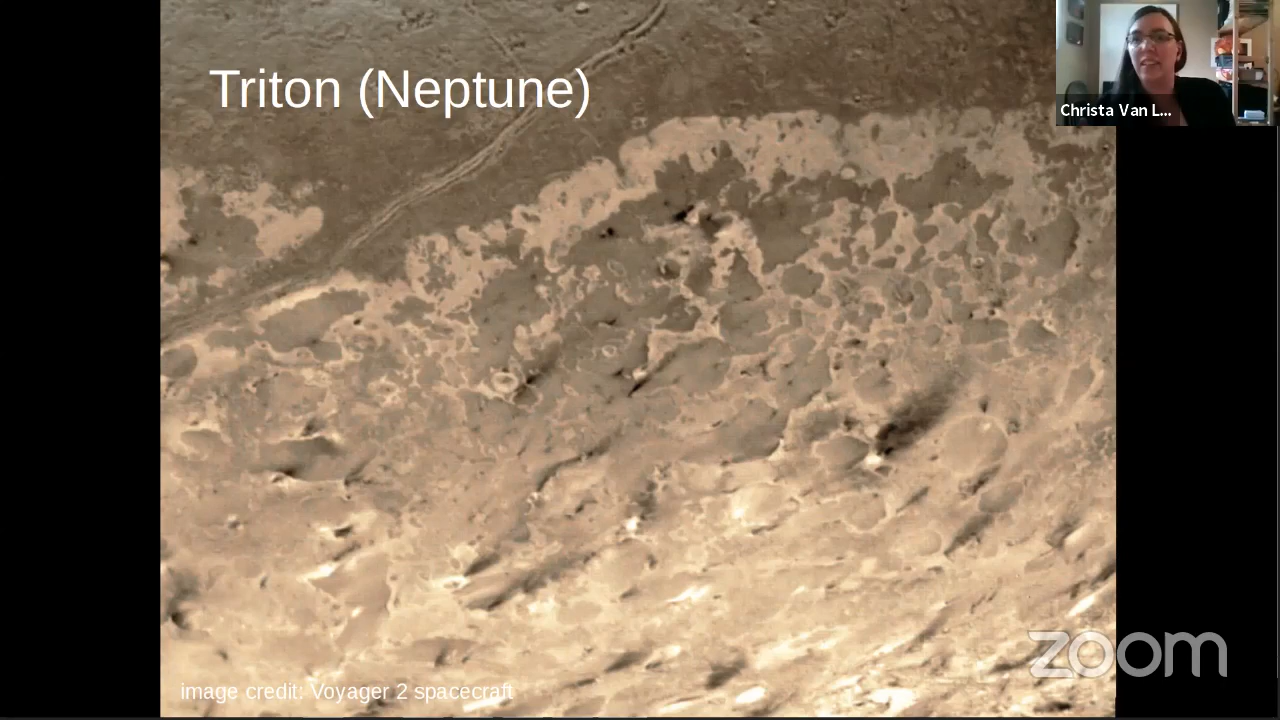 Triton (Neptune)
Christa Van L...
zoom
image credit: Voyager 2 spacecraft